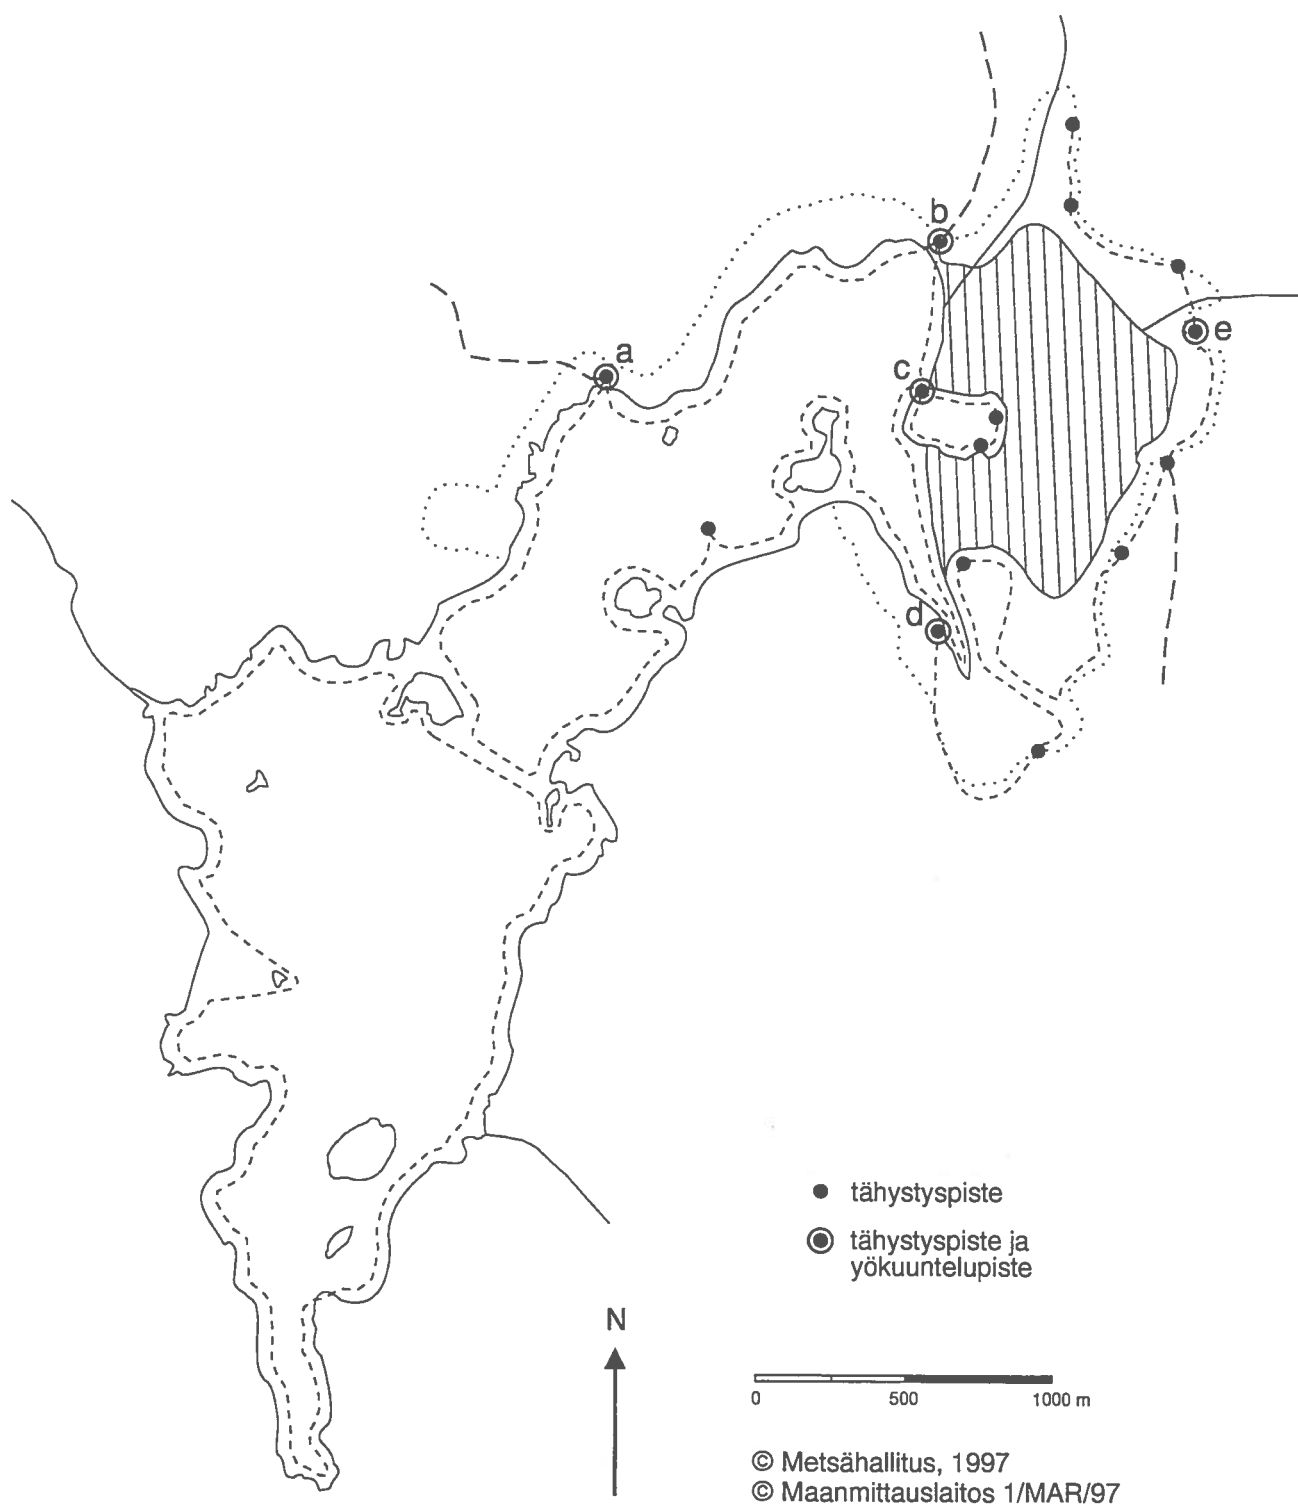 b
a
e
c
d
tähystyspiste
tähystyspiste ja
yökuuntelupiste
N
0 500 1000 m
© Metsähallitus, 1997
© Maanmittauslaitos 1/MAR/97